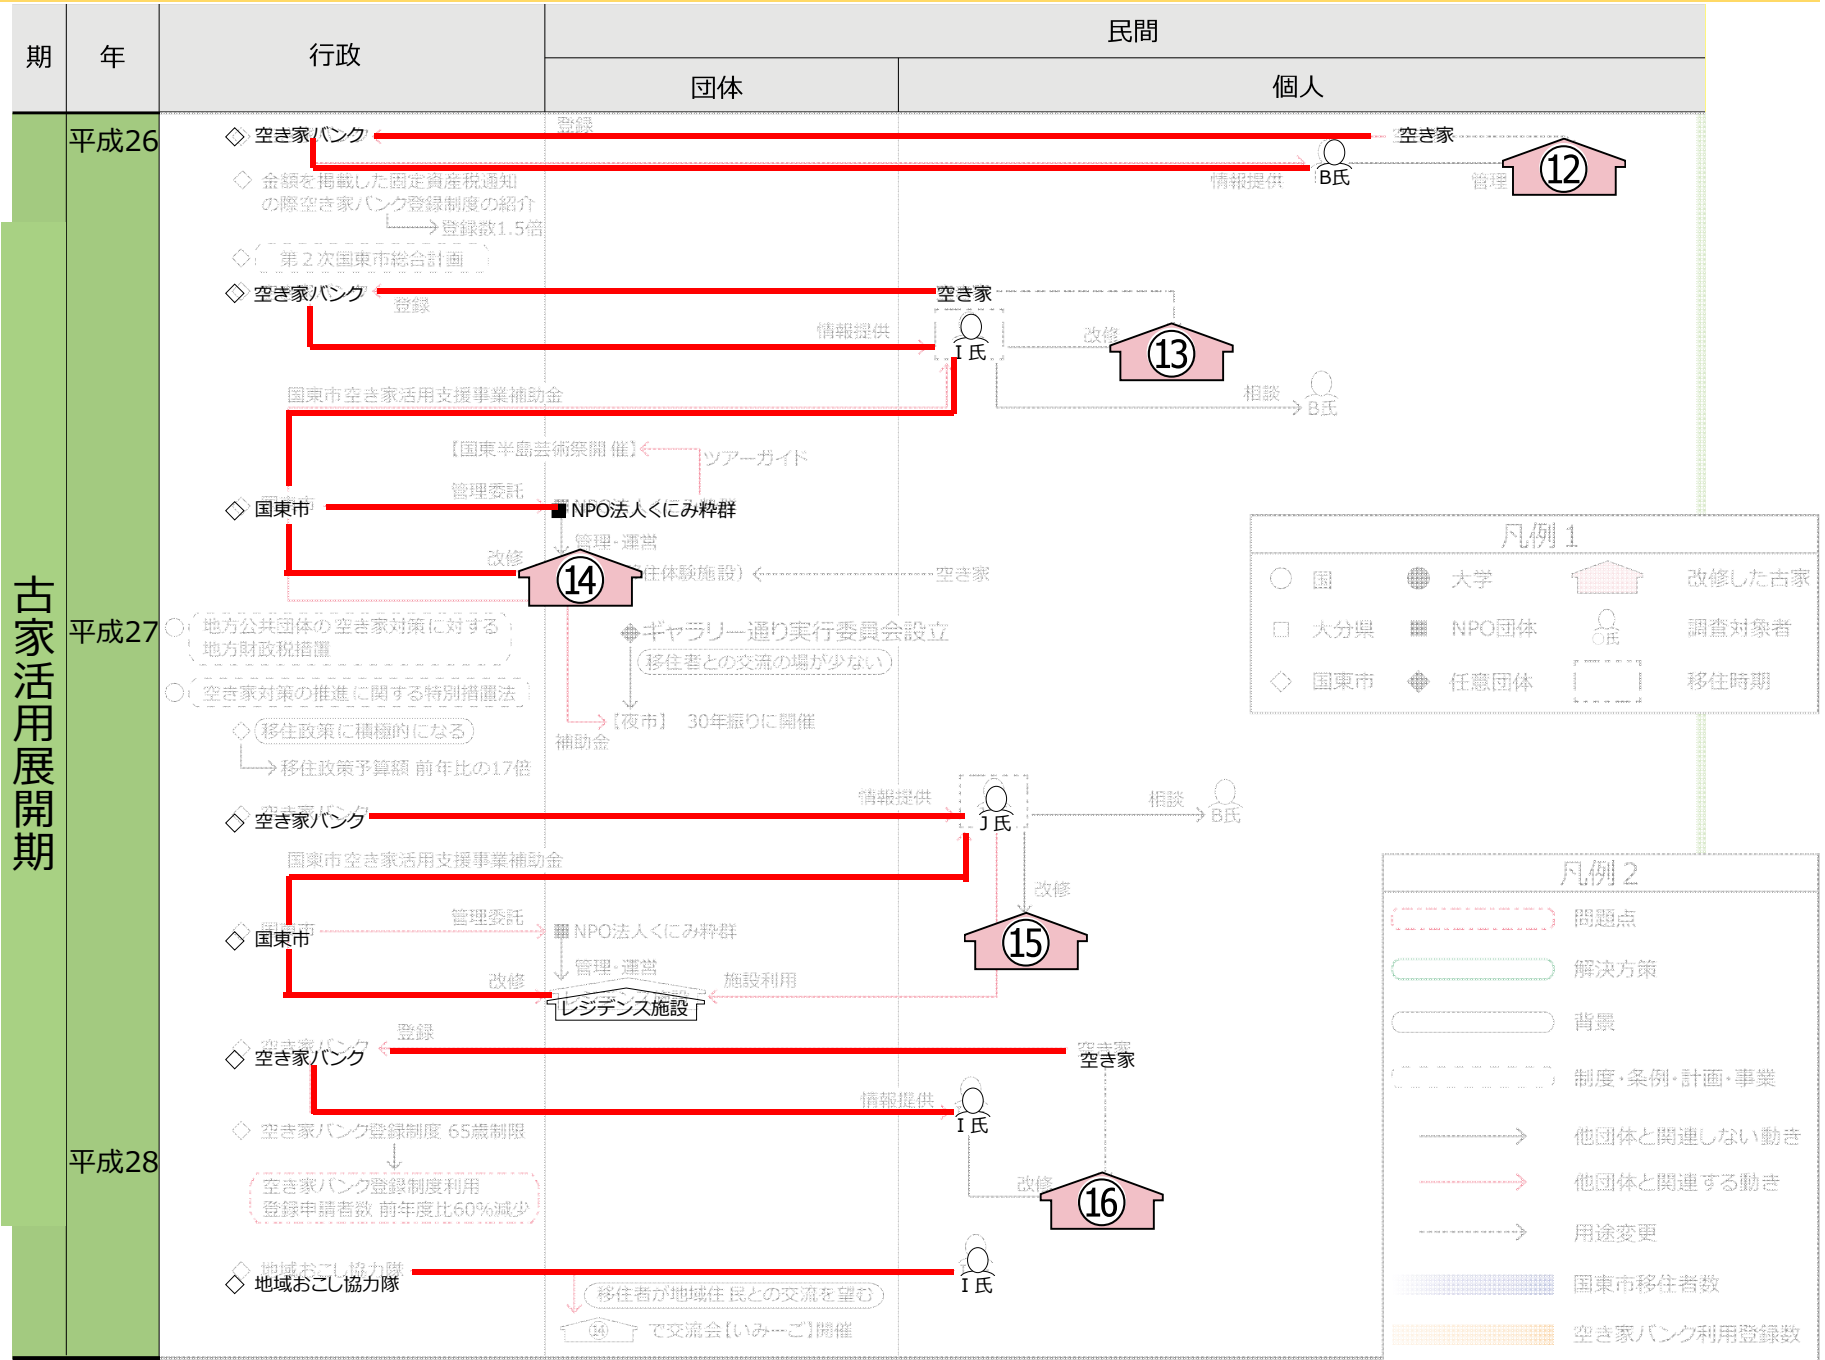 期
年
行政
民間
団体
個人
古家活用展開期
平成26
空き家バンク
登録
空き家
B氏
情報提供
管理
⑫
金額を掲載した固定資産税通知
の際空き家バンク登録制度の紹介
登録数1.5倍
第2次国東市総合計画
空き家バンク
登録
空き家
情報提供
I 氏
改修
⑬
国東市空き家活用支援事業補助金
相談
B氏
【国東半島芸術祭開催】
ツアーガイド
管理委託
国東市
NPO法人くにみ粋群
管理・運営
改修
⑭
住体験施設)
空き家
凡例 1
国
大学
改修した古家
大分県
NPO団体
○氏
調査対象者
国東市
任意団体
移住時期
平成27
地方公共団体の空き家対策に対する
地方財政税措置
ギャラリー通り実行委員会設立
移住者との交流の場が少ない
空き家対策の推進に関する特別措置法
【夜市】 30年振りに開催
移住政策に積極的になる
補助金
移住政策予算額 前年比の17倍
空き家バンク
情報提供
J 氏
相談
B氏
国東市空き家活用支援事業補助金
改修
管理委託
国東市
NPO法人くにみ粋群
⑮
管理・運営
改修
施設利用
レジデンス施設
登録
空き家バンク
空き家
情報提供
I 氏
空き家バンク登録制度 65歳制限
平成28
空き家バンク登録制度利用
登録申請者数 前年度比60%減少
改修
⑯
地域おこし協力隊
I 氏
移住者が地域住民との交流を望む
⑭
で交流会【いみーご】開催
凡例 2
問題点
解決方策
背景
制度・条例・計画・事業
他団体と関連しない動き
他団体と関連する動き
用途変更
国東市移住者数
空き家バンク利用登録数